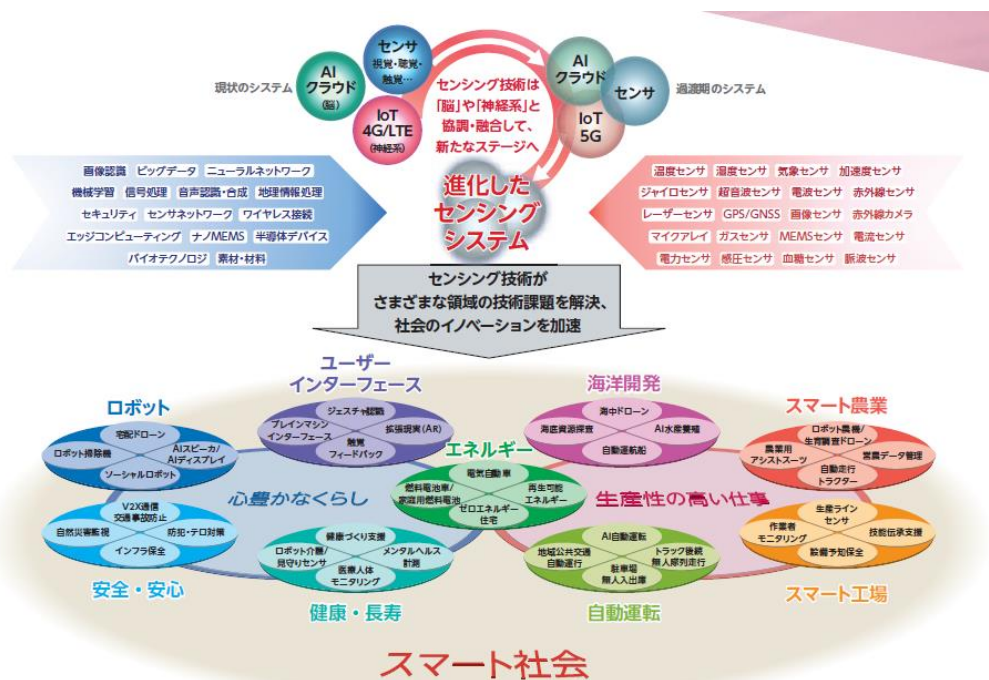 現状のシステム
AI
クラウド
(脳)
センサ
視覚・聴覚・
触覚…
IoT
4G/LTE
(神経系)
センシング技術は
「脳」や「神経系」と
協調・融合して、
新たなステージへ
AI
クラウド
センサ
IoT
5G
過渡期のシステム
画像認識 ビッグデータ ニューラルネットワーク
機械学習 信号処理 音声認識・合成 地理情報処理
セキュリティ センサネットワーク ワイヤレス接続
エッジコンピューティング ナノMEMS 半導体デバイス
バイオテクノロジ 素材・材料
進化した
センシング
システム
温度センサ 湿度センサ 気象センサ 加速度センサ
ジャイロセンサ 超音波センサ 電波センサ 赤外線センサ
レーザーセンサ GPS/GNSS 画像センサ 赤外線カメラ
マイクアレイ ガスセンサ MEMSセンサ 電流センサ
電力センサ 感圧センサ 血糖センサ 脈波センサ
センシング技術が
さまざまな領域の技術課題を解決、
社会のイノベーションを加速
ロボット
宅配ドローン
ロボット掃除機
AIスピーカ/
AIディスプレイ
ソーシャルロボット
ユーザー
インターフェース
ジェスチャ認識
ブレインマシン
インターフェース
拡張現実(AR)
触覚
フィードバック
エネルギー
電気自動車
燃料電池車/
家庭用燃料電池
再生可能
エネルギー
ゼロエネルギー
住宅
海洋開発
海中ドローン
海底資源探査
AI水産養殖
自動運航船
スマート農業
ロボット農機/
生育調査ドローン
農業用
アシストスーツ
営農データ管理
自動走行
トラクター
心豊かなくらし
生産性の高い仕事
V2X通信
交通事故防止
自然災害監視
防犯・テロ対策
インフラ保全
安全・安心
健康づくり支援
ロボット介護/
見守りセンサ
メンタルヘルス
計測
医療人体
モニタリング
健康・長寿
AI自動運転
地域公共交通
自動運行
トラック後続
無人隊列走行
駐車場
無人入出庫
自動運転
生産ライン
センサ
作業者
モニタリング
技能伝承支援
設備予知保全
スマート工場
スマート社会